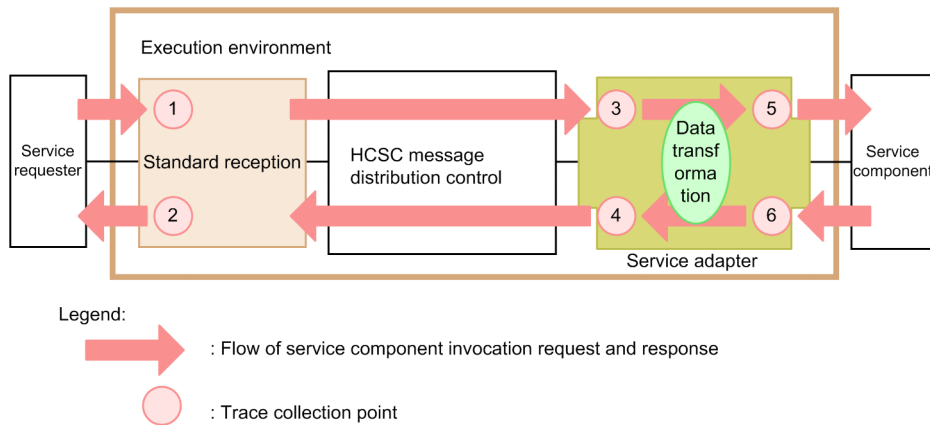 Execution environment
1
3
5
Service
requester
Standard reception
HCSC message
distribution control
Data
transf
orma
tion
Service
component
2
4
6
Service adapter
Legend:
: Flow of service component invocation request and response
: Trace collection point